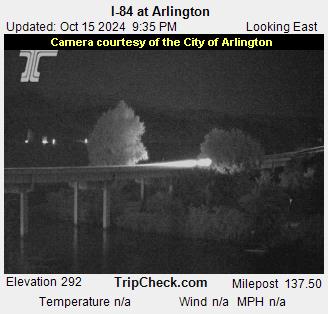 I-84 at Arlington
Updated: Oct 15 2024 9:35 PM Looking East
Camera courtesy of the City of Arlington
Elevation 292 TripCheck.com Milepost 137.50
Temperature n/a Wind n/a MPH n/a